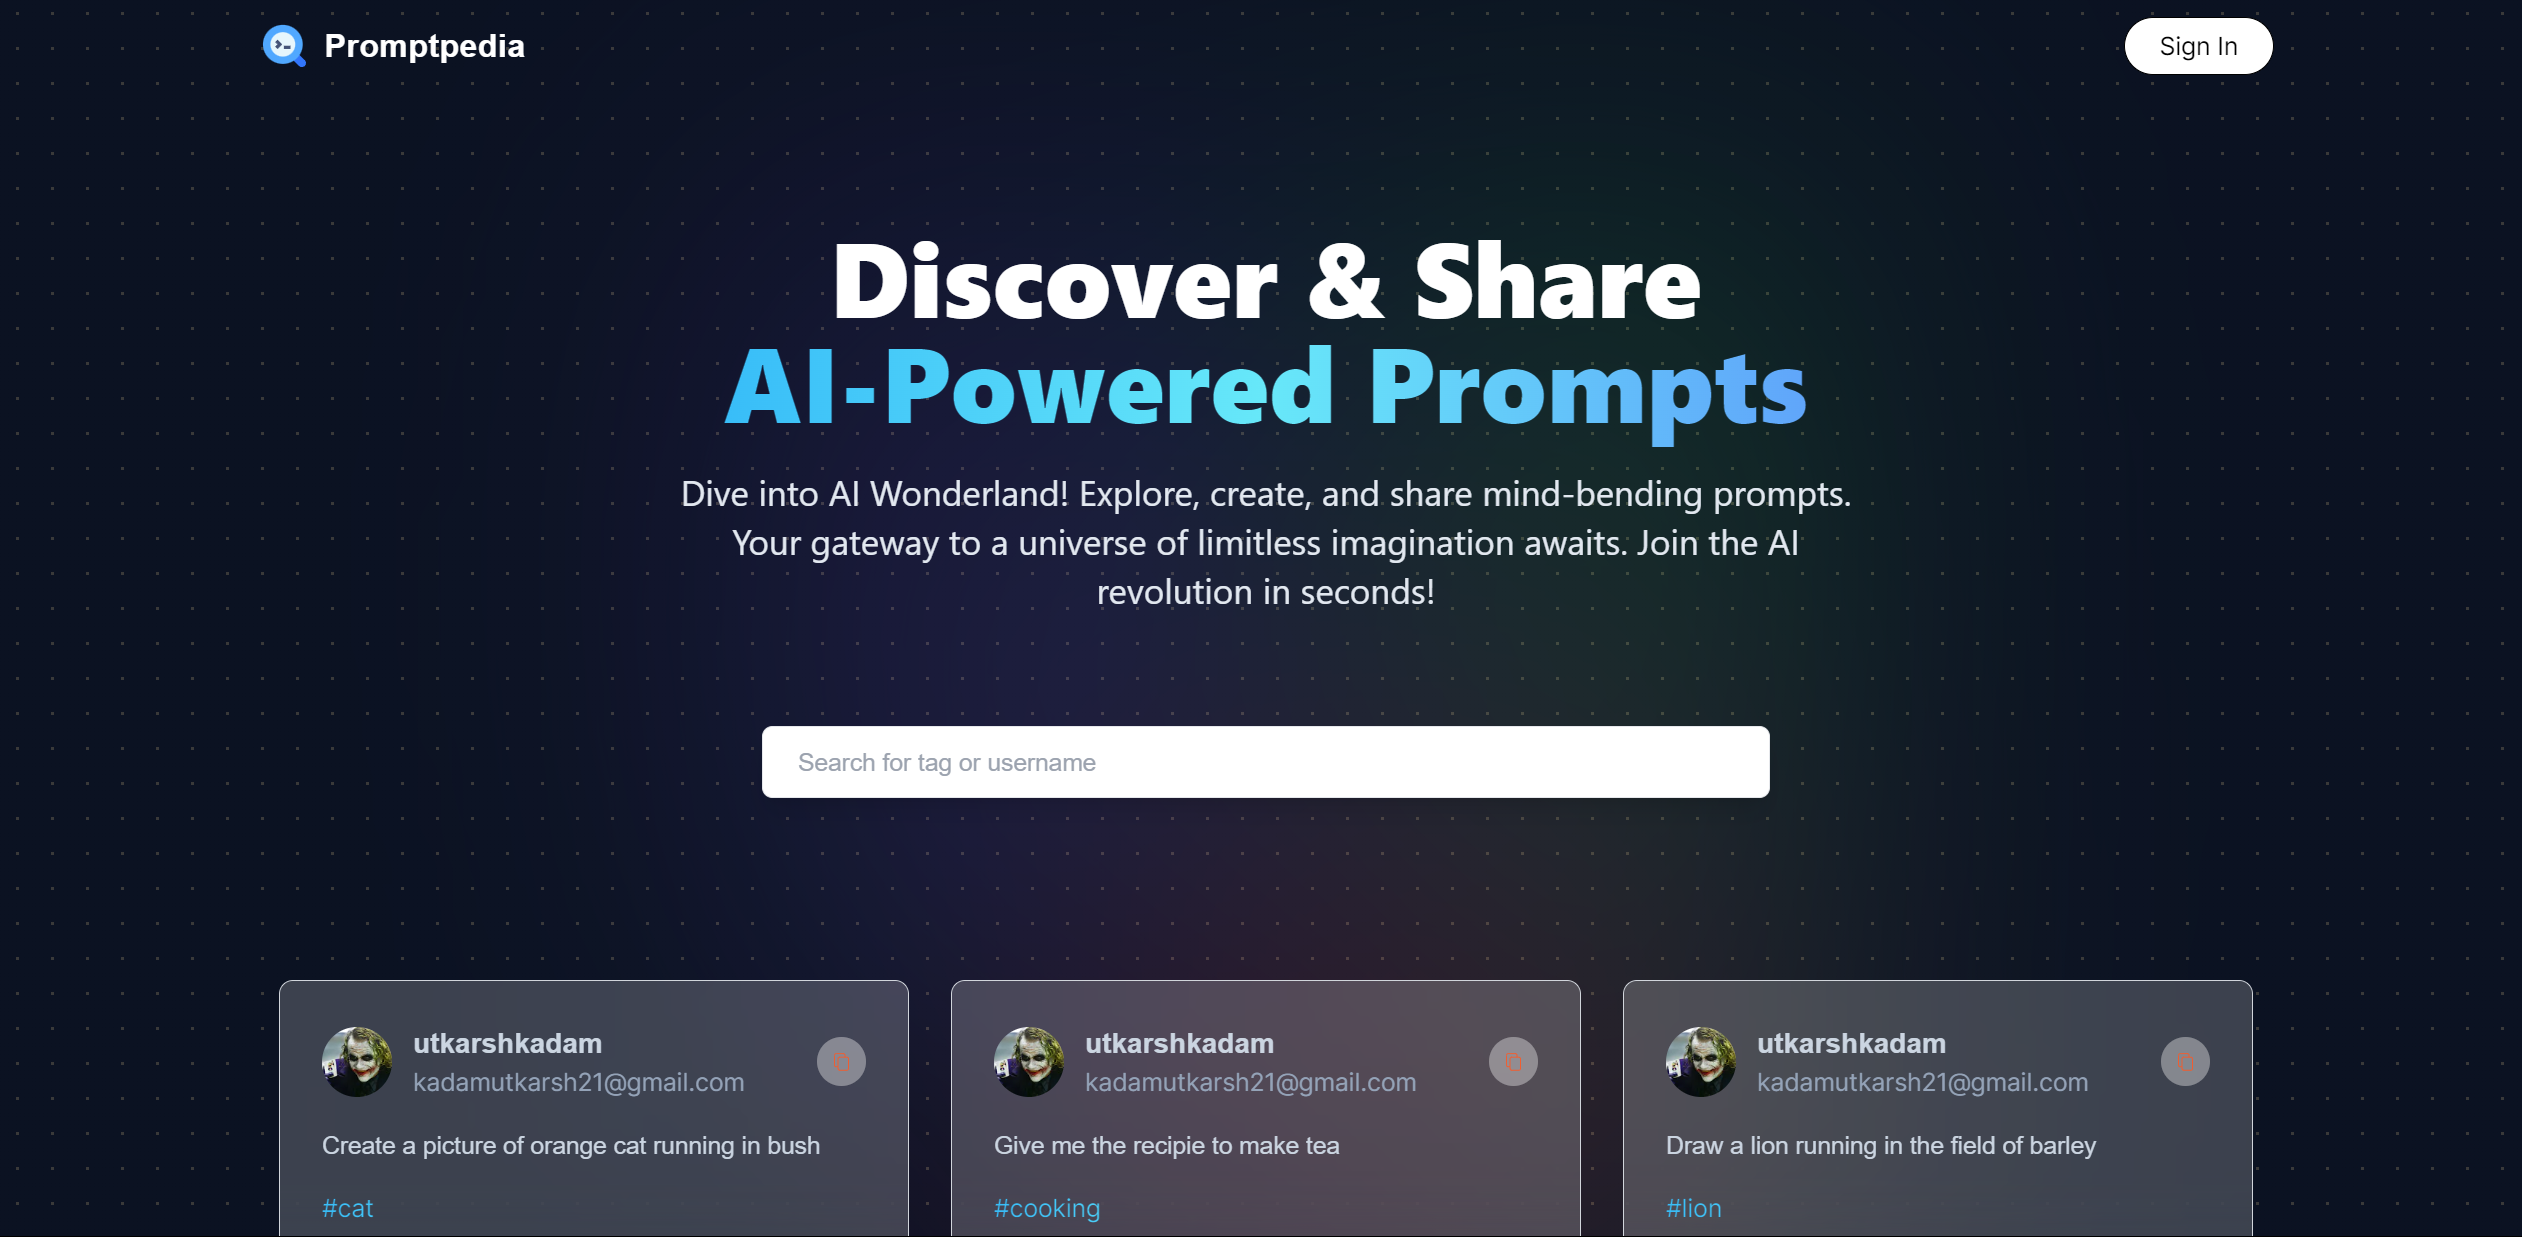 Promptpedia
Sign In
Discover & Share
AI-Powered Prompts
Dive into AI Wonderland! Explore, create, and share mind-bending prompts.
Your gateway to a universe of limitless imagination awaits. Join the AI
revolution in seconds!
Search for tag or username
utkarshkadam
kadamutkarsh21@gmail.com
Create a picture of orange cat running in bush
#cat
utkarshkadam
kadamutkarsh21@gmail.com
Give me the recipie to make tea
#cooking
utkarshkadam
kadamutkarsh21@gmail.com
Draw a lion running in the field of barley
#lion